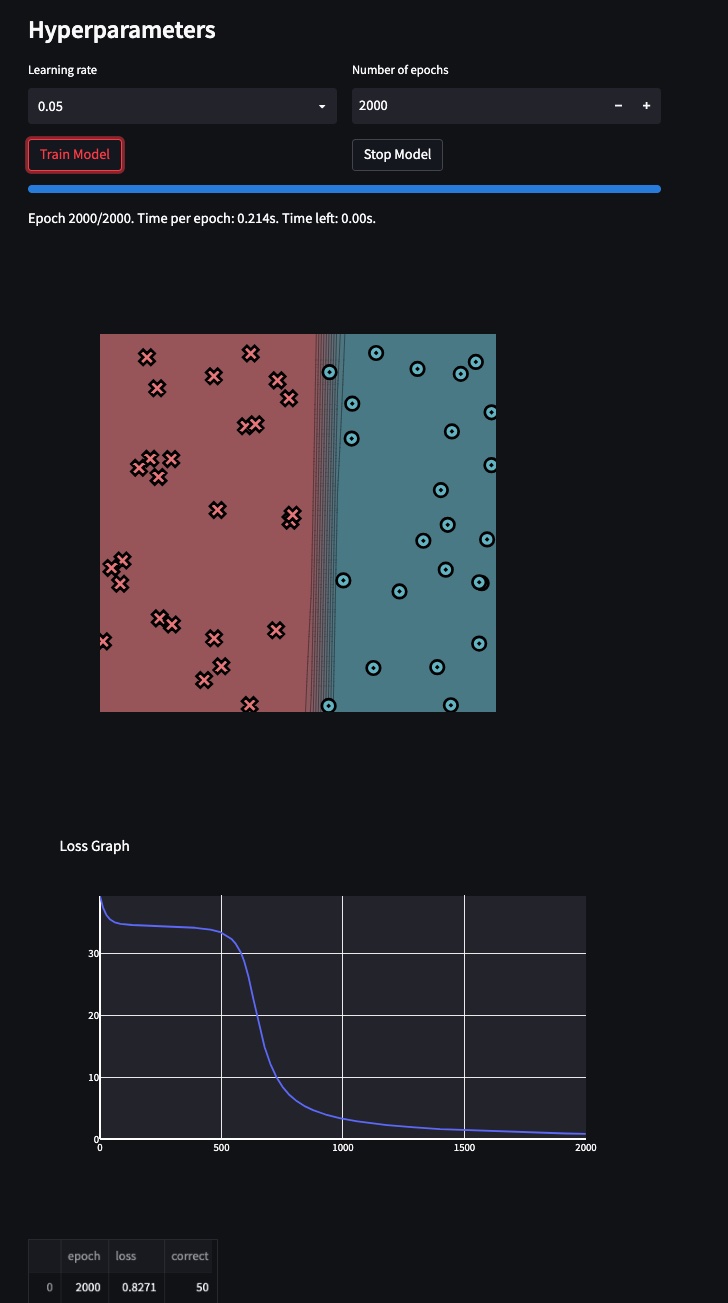 Hyperparameters
Learning rate
Number of epochs
0.05
2000
Train Model
Stop Model
Epoch 2000/2000. Time per epoch: 0.214s. Time left: 0.00s.
Loss Graph
30
20
10
0
0 500 1000 1500 2000
epoch loss correct
0 2000 0.8271 50